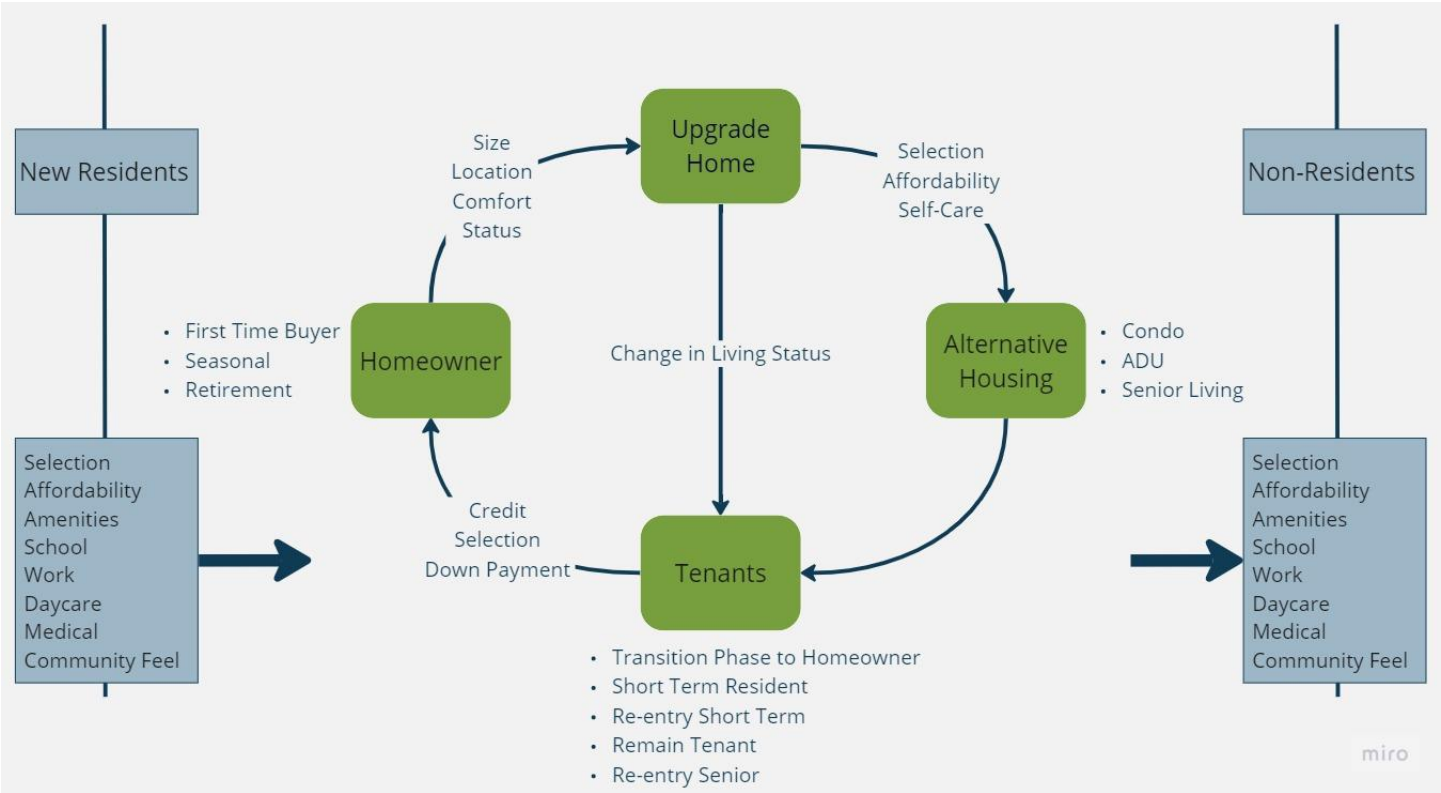 New Residents
Selection
Affordability
Amenities
School
Work
Daycare
Medical
Community Feel
• First Time Buyer
• Seasonal
• Retirement
Homeowner
Size
Location
Comfort
Status
Upgrade
Home
Selection
Affordability
Self-Care
Change in Living Status
Alternative
Housing
• Condo
• ADU
• Senior Living
Credit
Selection
Down Payment
Tenants
• Transition Phase to Homeowner
• Short Term Resident
• Re-entry Short Term
• Remain Tenant
• Re-entry Senior
Non-Residents
Selection
Affordability
Amenities
School
Work
Daycare
Medical
Community Feel
miro